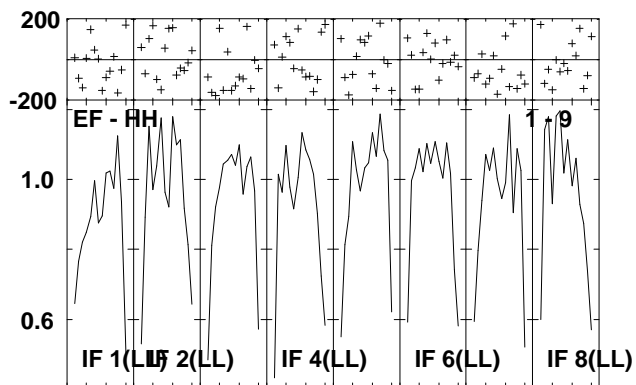 200
-200
EF - HH 1 - 9
1.0
0.6
IF 1(LL) IF 2(LL) IF 4(LL) IF 6(LL) IF 8(LL)